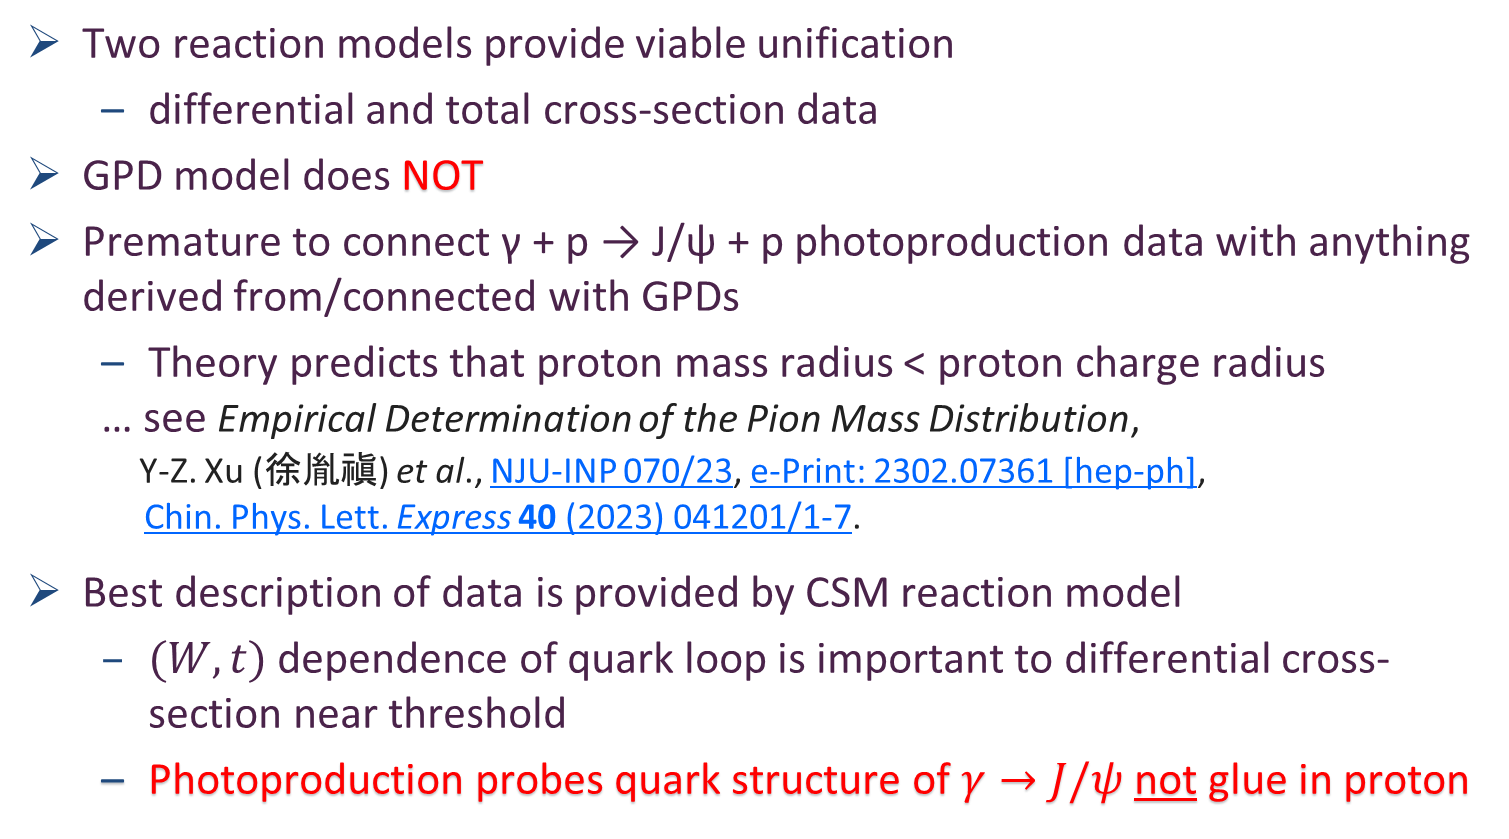 ➢ Two reaction models provide viable unification
– differential and total cross-section data
➢ GPD model does NOT
➢ Premature to connect γ + p → J/ψ + p photoproduction data with anything
derived from/connected with GPDs
– Theory predicts that proton mass radius < proton charge radius
... see Empirical Determination of the Pion Mass Distribution,
Y-Z. Xu (徐胤禛) et al., NJU-INP 070/23, e-Print: 2302.07361 [hep-ph],
Chin. Phys. Lett. Express 40 (2023) 041201/1-7.
➢ Best description of data is provided by CSM reaction model
– (W, t) dependence of quark loop is important to differential cross-
section near threshold
– Photoproduction probes quark structure of γ → J/ψ not glue in proton